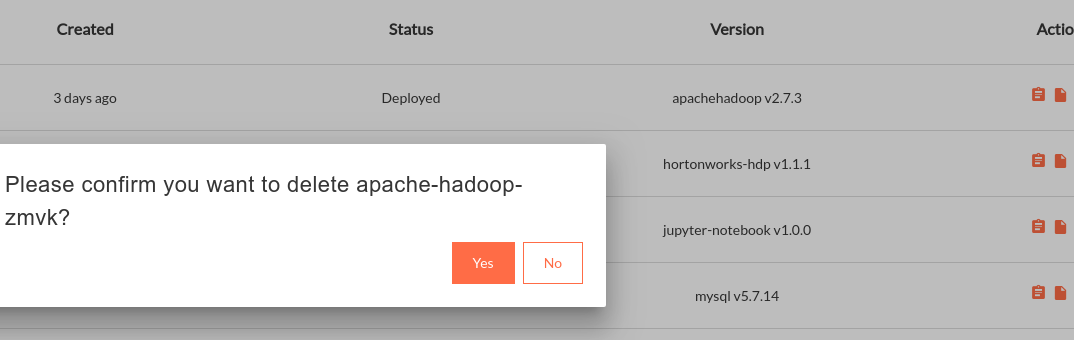 Created Status Version Actio
3 days ago Deployed apachehadoop v2.7.3
hortonworks-hdp v1.1.1
Please confirm you want to delete apache-hadoop-
zmvk?
jupyter-notebook v1.0.0
Yes No
mysql v5.7.14